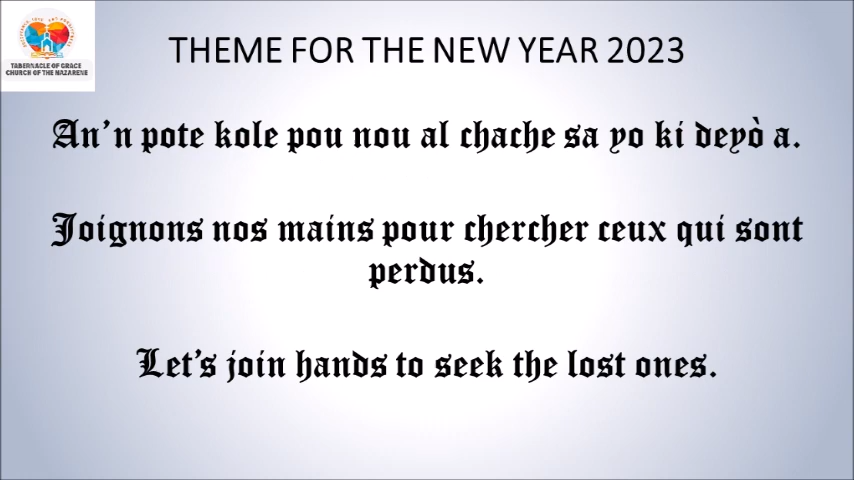 TABERNACLE OF GRACE
CHURCH OF THE NAZARENE
THEME FOR THE NEW YEAR 2023
An'n pote kole pou nou al chache sa yo ki deyò a.
Joignons nos mains pour chercher ceux qui sont
perdus.
Let's join hands to seek the lost ones.